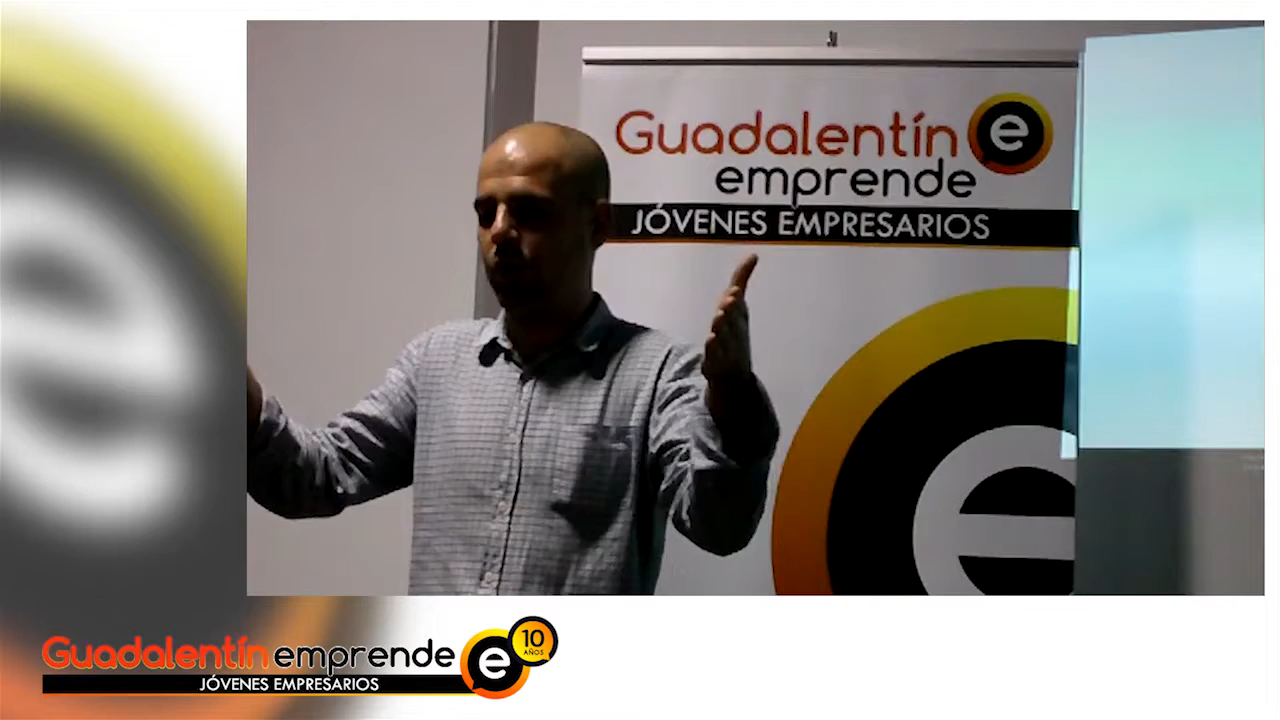 Guadalentín e
emprende
JÓVENES EMPRESARIOS
e
e
Guadalentín emprende e 10
AÑOS
JÓVENES EMPRESARIOS